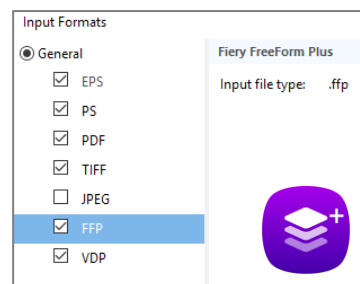 Input Formats
General
EPS
PS
PDF
TIFF
JPEG
FFP
VDP
Fiery FreeForm Plus
Input file type: .ffp